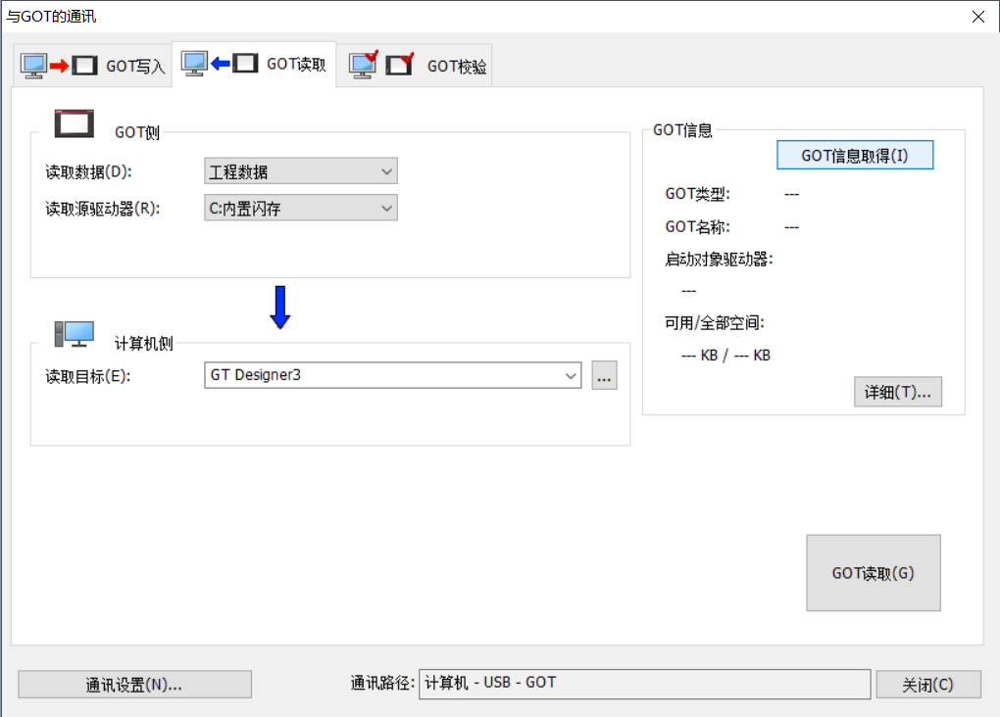 与GOT的通讯
GOT写入
GOT读取
GOT校验
GOT侧
读取数据(D):
工程数据
读取源驱动器(R):
C:内置闪存
计算机侧
读取目标(E):
GT Designer3
...
GOT信息
GOT信息取得(I)
GOT类型:
---
GOT名称:
---
启动对象驱动器:
---
可用/全部空间:
--- KB / --- KB
详细(T)...
GOT读取(G)
通讯设置(N)...
通讯路径:
计算机 - USB - GOT
关闭(C)